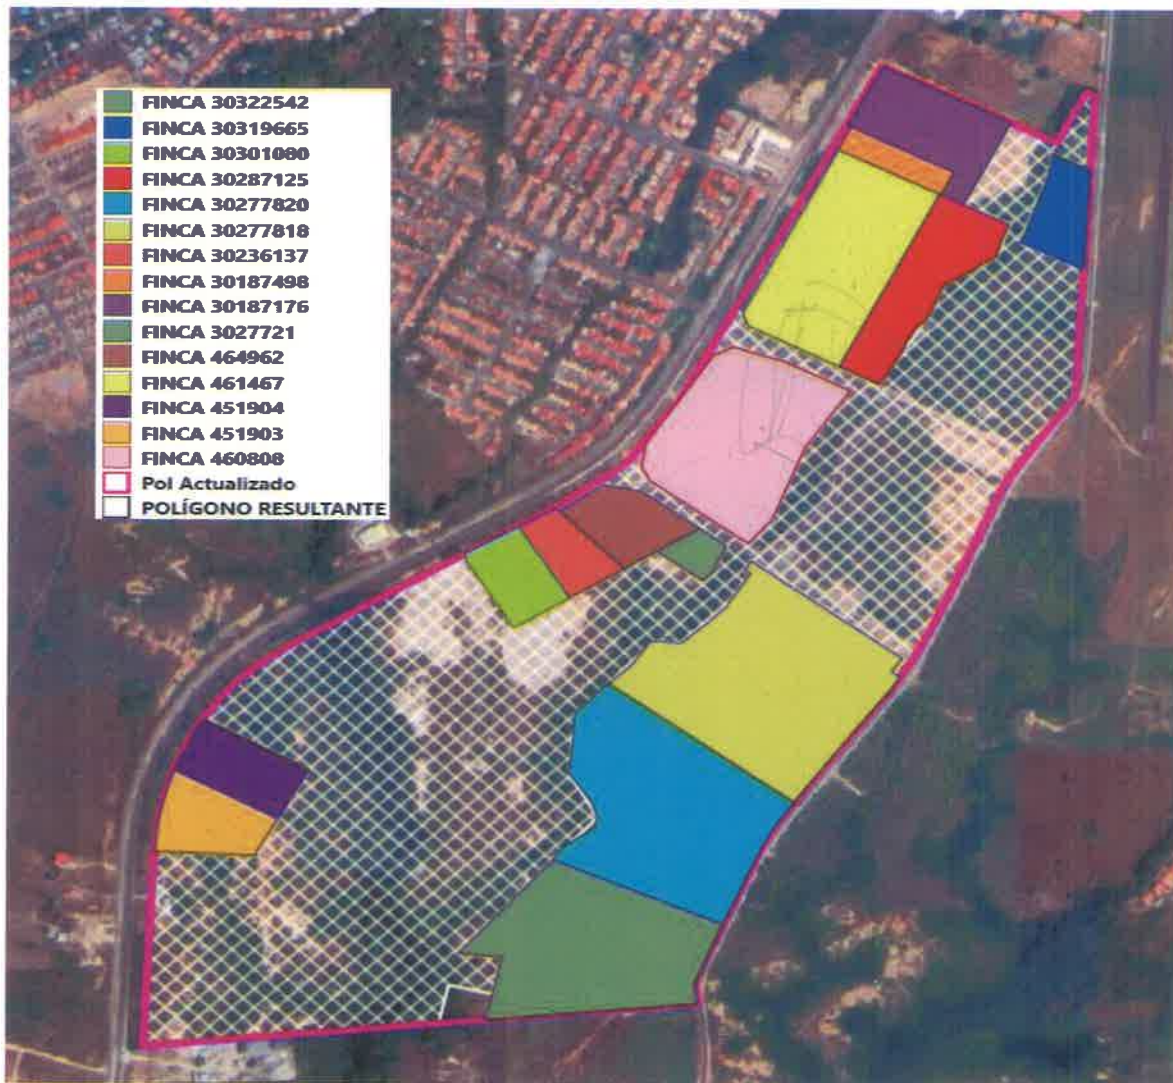 FINCA 30322542
FINCA 30319665
FINCA 30301080
FINCA 30287125
FINCA 30277820
FINCA 30277818
FINCA 30236137
FINCA 30187498
FINCA 30187176
FINCA 3027721
FINCA 464962
FINCA 461467
FINCA 451904
FINCA 451903
FINCA 460808
Pol Actualizado
POLÍGONO RESULTANTE